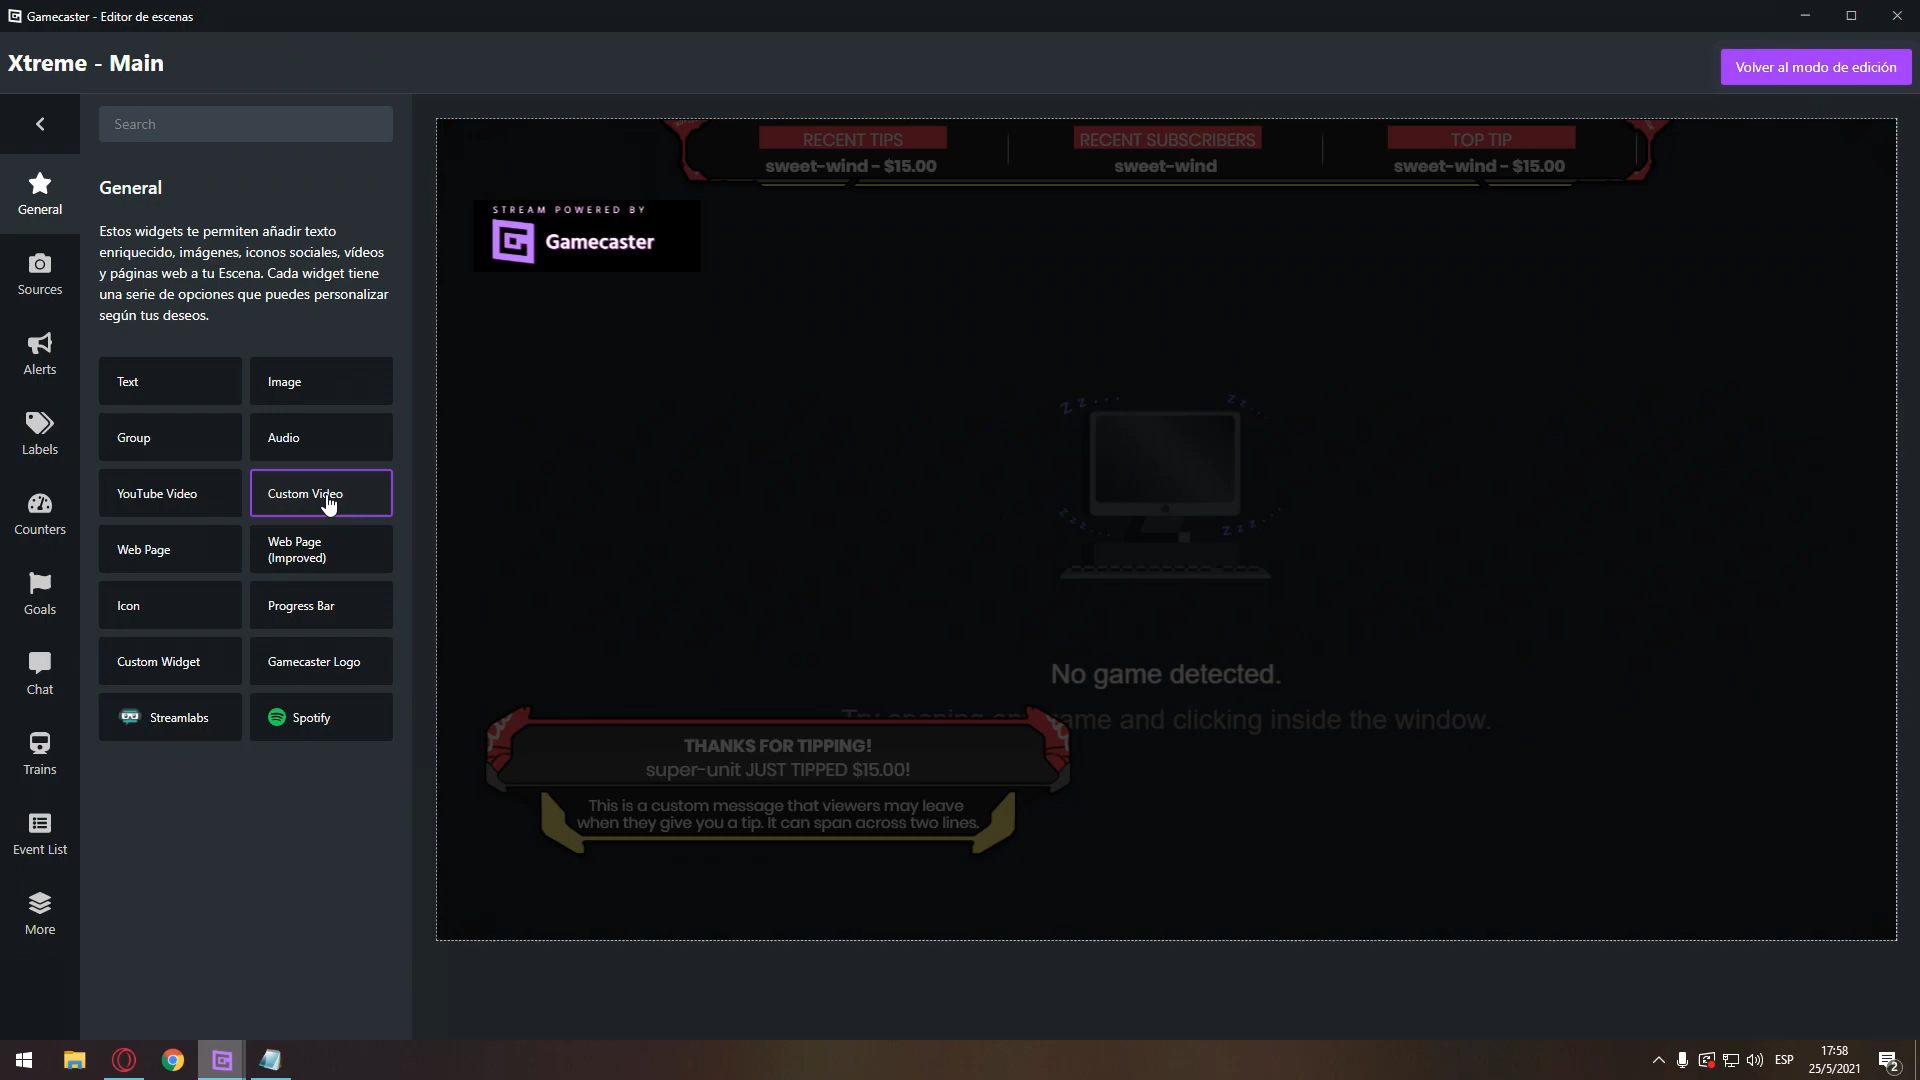 Gamecaster - Editor de escenas
Xtreme - Main
Volver al modo de edición
Search
General
General
Estos widgets te permiten añadir texto
enriquecido, imágenes, iconos sociales, vídeos
y páginas web a tu Escena. Cada widget tiene
una serie de opciones que puedes personalizar
según tus deseos.
Sources
Alerts
Labels
Counters
Goals
Chat
Trains
Event List
More
Text
Image
Group
Audio
YouTube Video
Custom Video
Web Page
Web Page
(Improved)
Icon
Progress Bar
Custom Widget
Gamecaster Logo
Streamlabs
Spotify
RECENT TIPS
sweet-wind - $15.00
RECENT SUBSCRIBERS
sweet-wind
TOP TIP
sweet-wind - $15.00
STREAM POWERED BY
Gamecaster
Zz...
Zz...
Zzz...
Zzz...
No game detected.
game and clicking inside the window.
THANKS FOR TIPPING!
super-unit JUST TIPPED $15.00!
This is a custom message that viewers may leave
when they give you a tip. It can span across two lines.
ESP
17:58
25/5/2021
2